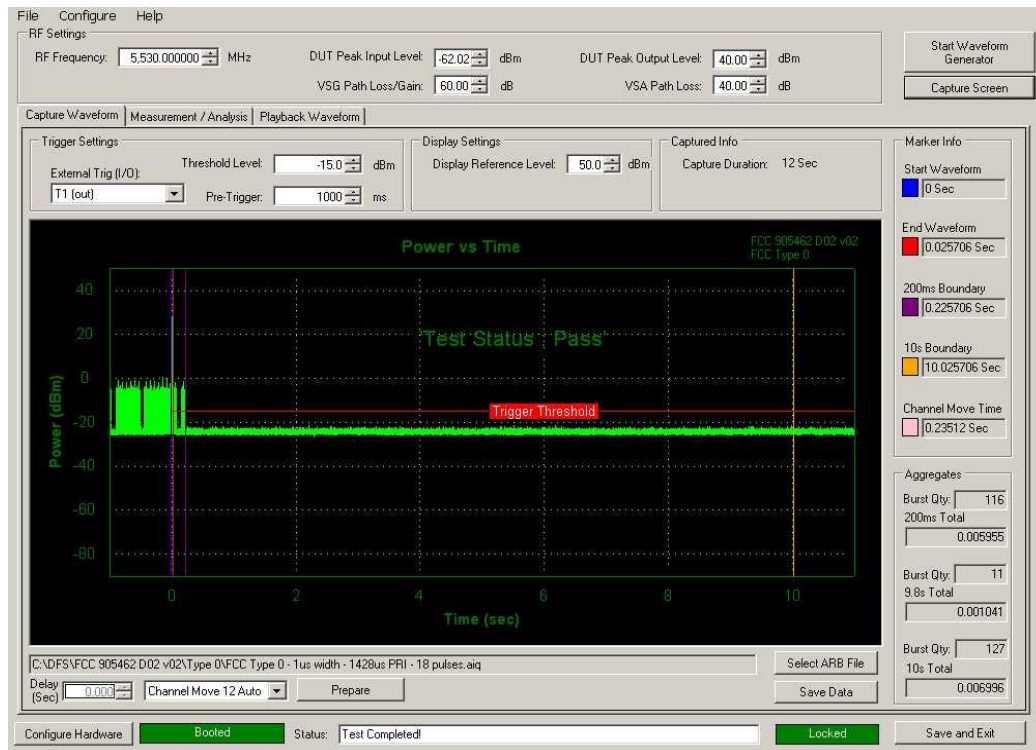 File Configure Help
RF Settings
RF Frequency: 5,530.000000 MHz
DUT Peak Input Level: -62.02 dBm
DUT Peak Output Level: 40.00 dBm
VSG Path Loss/Gain: 60.00 dB
VSA Path Loss: 40.00 dB
Start Waveform
Generator
Capture Screen
Capture Waveform Measurement / Analysis Playback Waveform
Trigger Settings
External Trig (I/O):
T1 (out)
Threshold Level: -15.0 dBm
Pre-Trigger: 1000 ms
Display Settings
Display Reference Level: 50.0 dBm
Captured Info
Capture Duration: 12 Sec
Marker Info
Start Waveform
0 Sec
End Waveform
0.025706 Sec
200ms Boundary
0.225706 Sec
10s Boundary
10.025706 Sec
Channel Move Time
0.23512 Sec
Power vs Time
FCC 905462 D02 v02
FCC Type 0
'Test Status : Pass'
Trigger Threshold
Power (dBm)
40
20
0
-20
-40
-60
-80
0 2 4 6 8 10
Time (sec)
Aggregates
Burst Qty: 116
200ms Total
0.005955
Burst Qty: 11
9.8s Total
0.001041
Burst Qty: 127
10s Total
0.006996
C:\DFS\FCC 905462 D02 v02\Type 0\FCC Type 0 - 1us width - 1428us PRI - 18 pulses.aiq
Select ARB File
Delay
(Sec) 0.000
Channel Move 12 Auto
Prepare
Save Data
Configure Hardware
Booted
Status: Test Completed!
Locked
Save and Exit